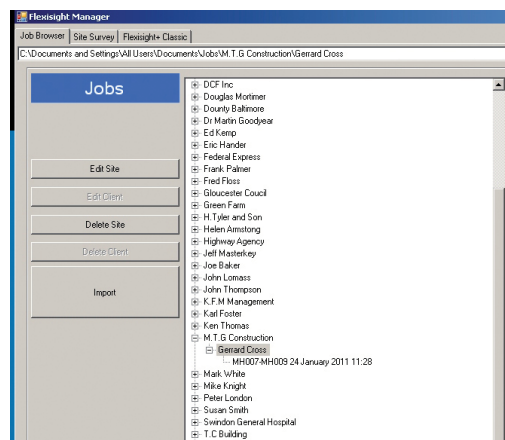 Flexisight Manager
Job Browser Site Survey Flexisight+ Classic
C:\Documents and Settings\All Users\Documents\Jobs\M.T.G Construction\Gerrard Cross
Jobs
Edit Site
Edit Client
Delete Site
Delete Client
Import
DCF Inc
Douglas Mortimer
Dounty Baltimore
Dr Martin Goodyear
Ed Kemp
Eric Hander
Federal Express
Frank Palmer
Fred Floss
Gloucester Coucil
Green Farm
H.Tyler and Son
Helen Armstong
Highway Agency
Jeff Masterkey
Joe Baker
John Lomass
John Thompson
K.F.M Management
Karl Foster
Ken Thomas
M.T.G Construction
Gerrard Cross
MH007-MH009 24 January 2011 11:28
Mark White
Mike Knight
Peter London
Susan Smith
Swindon General Hospital
T.C Building